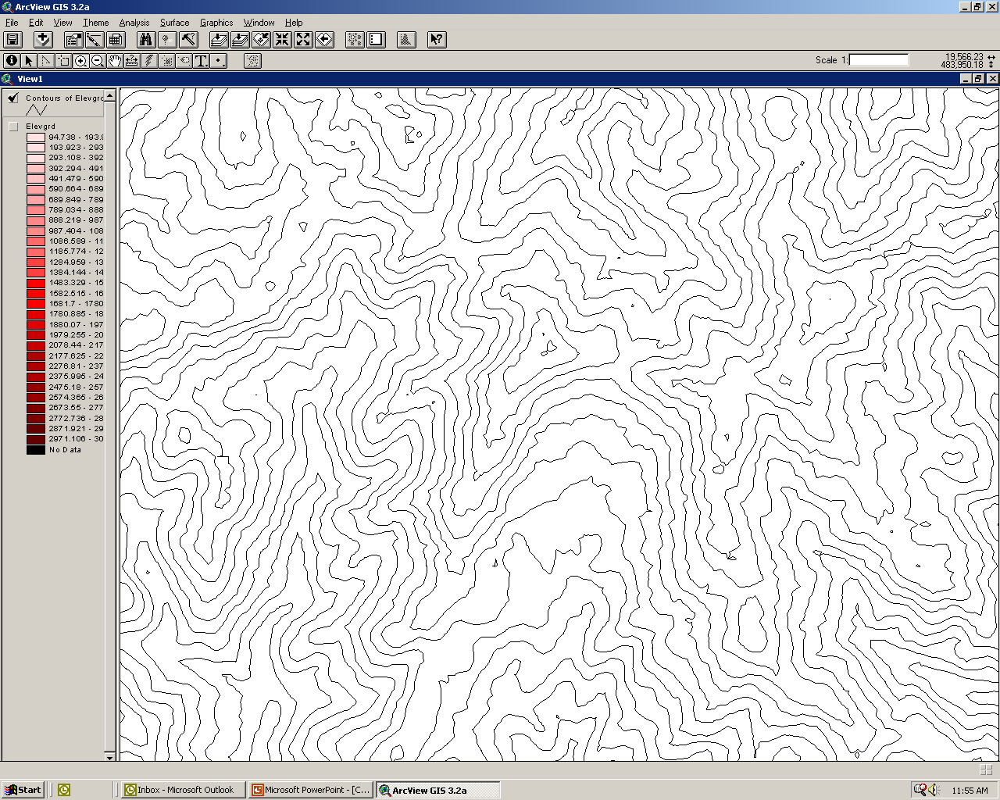 ArcView GIS 3.2a
File Edit View Theme Analysis Surface Graphics Window Help
Scale 1:
19,566.23
483,950.18
View1
Contours of Elevgrd
Elevgrd
94.738 - 193.9
193.923 - 293
293.108 - 392
392.294 - 491
491.479 - 590
590.664 - 689
689.849 - 789
789.034 - 888
888.219 - 987
987.404 - 108
1086.589 - 11
1185.774 - 12
1284.959 - 13
1384.144 - 14
1483.329 - 15
1582.515 - 16
1681.7 - 1780
1780.885 - 18
1880.07 - 197
1979.255 - 20
2078.44 - 217
2177.625 - 22
2276.81 - 237
2375.995 - 24
2475.18 - 257
2574.365 - 26
2673.55 - 277
2772.736 - 28
2871.921 - 29
2971.106 - 30
No Data
Start
Inbox - Microsoft Outlook
Microsoft PowerPoint - [C...
ArcView GIS 3.2a
11:55 AM